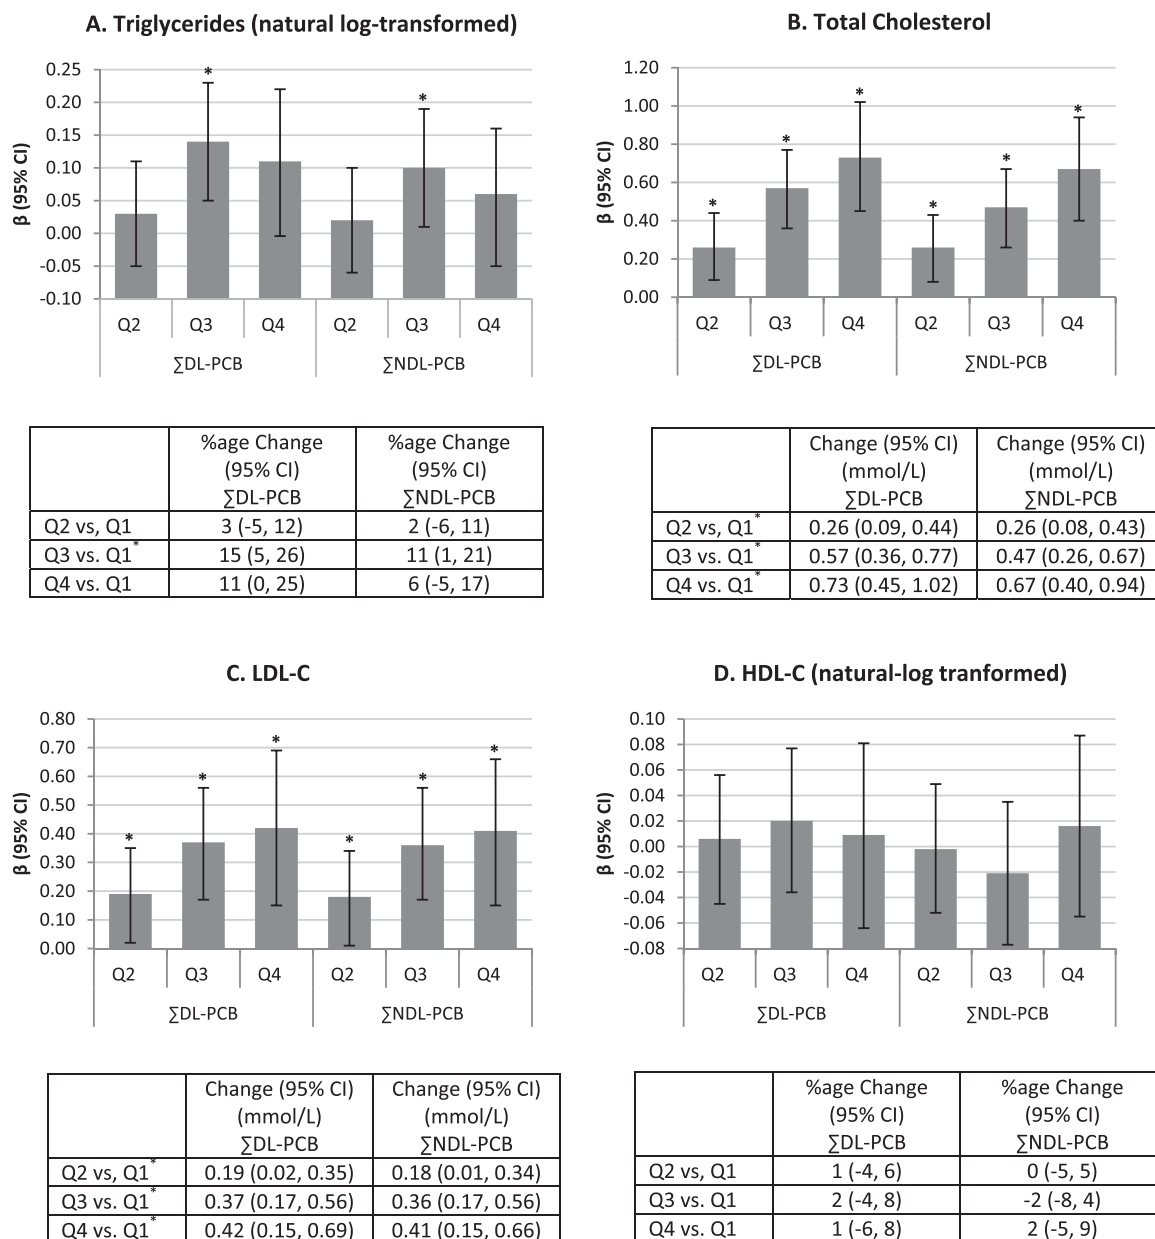 A. Triglycerides (natural log-transformed)
β (95% CI)
0.25
0.20
0.15
0.10
0.05
0.00
-0.05
-0.10
*
*
Q2 Q3 Q4 Q2 Q3 Q4
∑DL-PCB ∑NDL-PCB
%age Change (95% CI) ∑DL-PCB
%age Change (95% CI) ∑NDL-PCB
Q2 vs, Q1 3 (-5, 12) 2 (-6, 11)
Q3 vs. Q1* 15 (5, 26) 11 (1, 21)
Q4 vs. Q1 11 (0, 25) 6 (-5, 17)
B. Total Cholesterol
β (95% CI)
1.20
1.00
0.80
0.60
0.40
0.20
0.00
* * * * * *
Q2 Q3 Q4 Q2 Q3 Q4
∑DL-PCB ∑NDL-PCB
Change (95% CI) (mmol/L) ∑DL-PCB
Change (95% CI) (mmol/L) ∑NDL-PCB
Q2 vs, Q1* 0.26 (0.09, 0.44) 0.26 (0.08, 0.43)
Q3 vs. Q1* 0.57 (0.36, 0.77) 0.47 (0.26, 0.67)
Q4 vs. Q1* 0.73 (0.45, 1.02) 0.67 (0.40, 0.94)
C. LDL-C
β (95% CI)
0.80
0.70
0.60
0.50
0.40
0.30
0.20
0.10
0.00
* * * * * *
Q2 Q3 Q4 Q2 Q3 Q4
∑DL-PCB ∑NDL-PCB
Change (95% CI) (mmol/L) ∑DL-PCB
Change (95% CI) (mmol/L) ∑NDL-PCB
Q2 vs, Q1* 0.19 (0.02, 0.35) 0.18 (0.01, 0.34)
Q3 vs. Q1* 0.37 (0.17, 0.56) 0.36 (0.17, 0.56)
Q4 vs. Q1* 0.42 (0.15, 0.69) 0.41 (0.15, 0.66)
D. HDL-C (natural-log tranformed)
β (95% CI)
0.10
0.08
0.06
0.04
0.02
0.00
-0.02
-0.04
-0.06
-0.08
Q2 Q3 Q4 Q2 Q3 Q4
∑DL-PCB ∑NDL-PCB
%age Change (95% CI) ∑DL-PCB
%age Change (95% CI) ∑NDL-PCB
Q2 vs, Q1 1 (-4, 6) 0 (-5, 5)
Q3 vs. Q1 2 (-4, 8) -2 (-8, 4)
Q4 vs. Q1 1 (-6, 8) 2 (-5, 9)